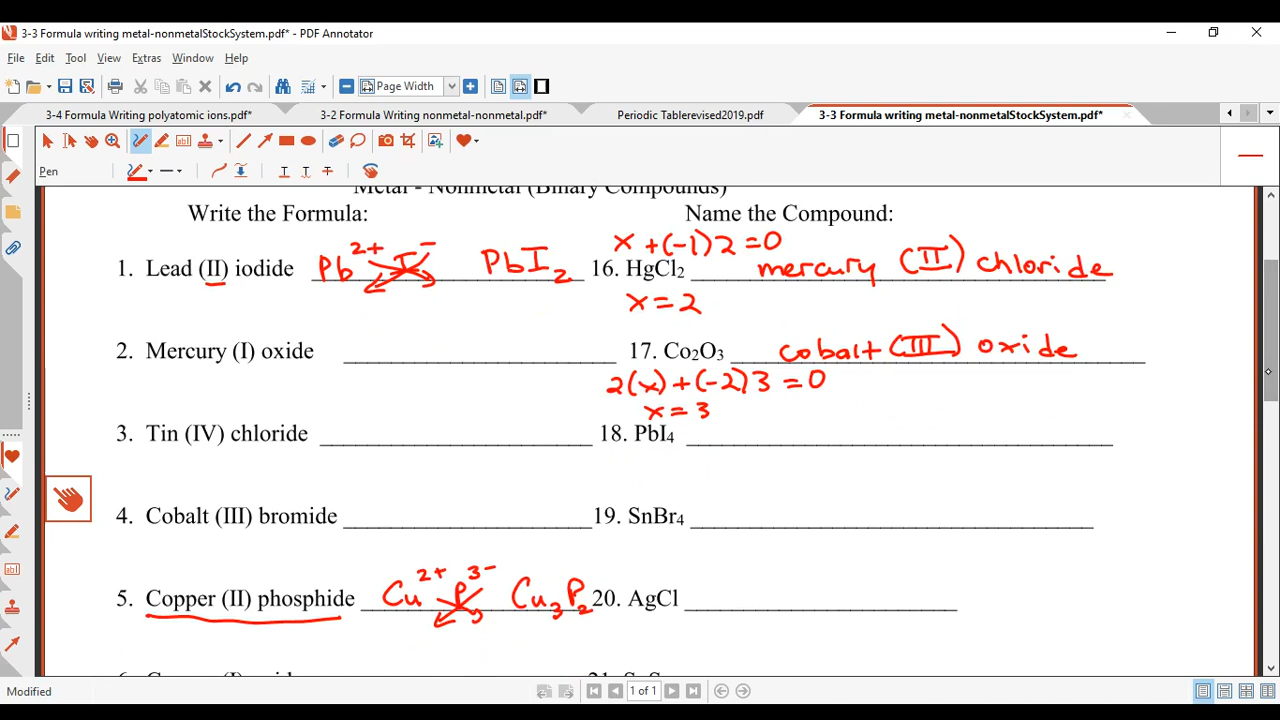 3-3 Formula writing metal-nonmetalStockSystem.pdf* - PDF Annotator
File Edit Tool View Extras Window Help
Page Width
3-4 Formula Writing polyatomic ions.pdf* 3-2 Formula Writing nonmetal-nonmetal.pdf* Periodic Tablerevised2019.pdf 3-3 Formula writing metal-nonmetalStockSystem.pdf*
Pen
Metal - Nonmetal (Binary Compounds)
Write the Formula: Name the Compound:
x + (-1) 2 = 0
1. Lead (II) iodide Pb²⁺ I⁻ PbI₂ 16. HgCl₂ mercury (II) chloride
x = 2
2. Mercury (I) oxide 17. Co₂O₃ cobalt (III) oxide
2(x) + (-2) 3 = 0
x = 3
3. Tin (IV) chloride 18. PbI₄
4. Cobalt (III) bromide 19. SnBr₄
5. Copper (II) phosphide Cu²⁺ P³⁻ Cu₃P₂ 20. AgCl
1 of 1
Modified